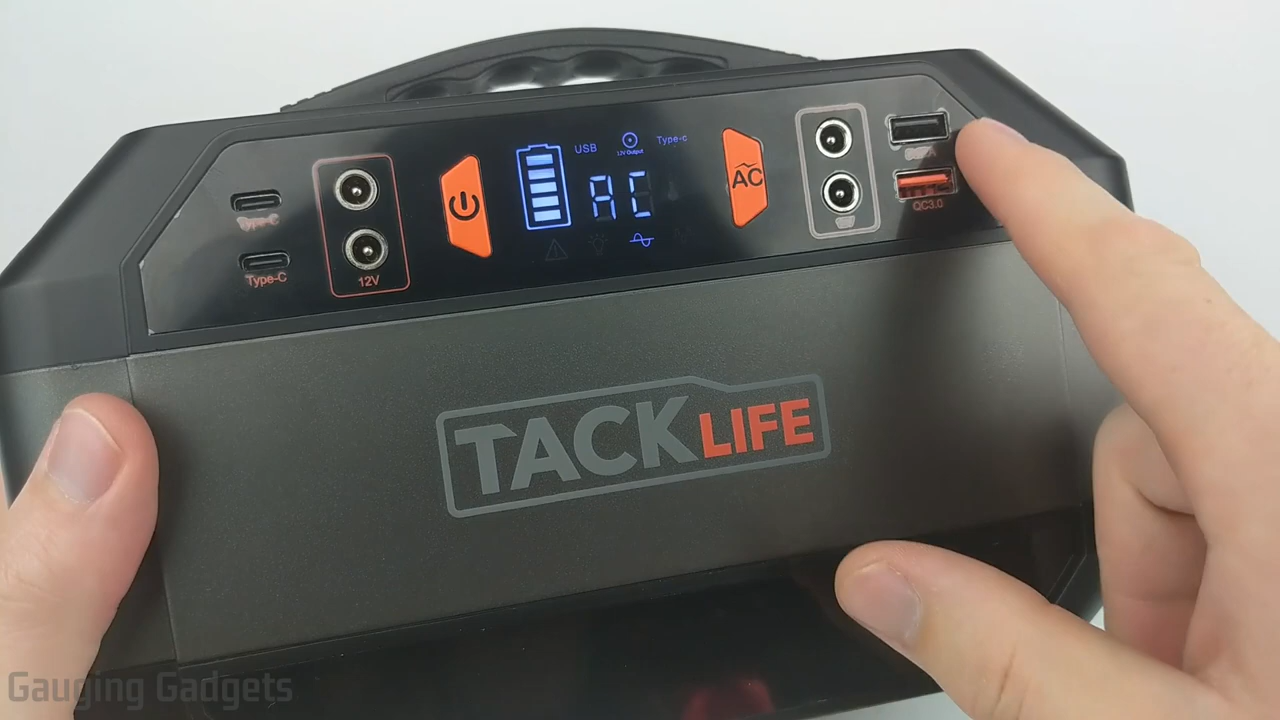 USB
12V Output
Type-c
AC
AC
Type-C
Type-C
12V
QC3.0
TACKLIFE
Gauging Gadgets